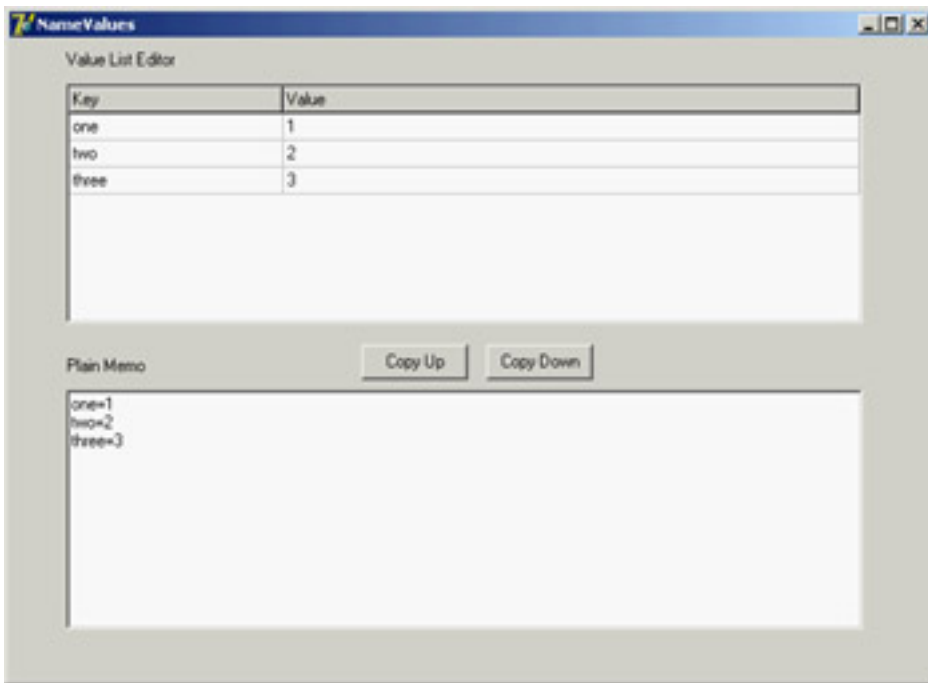 NameValues
Value List Editor
Key Value
one 1
two 2
three 3
Plain Memo Copy Up Copy Down
one=1
two=2
three=3